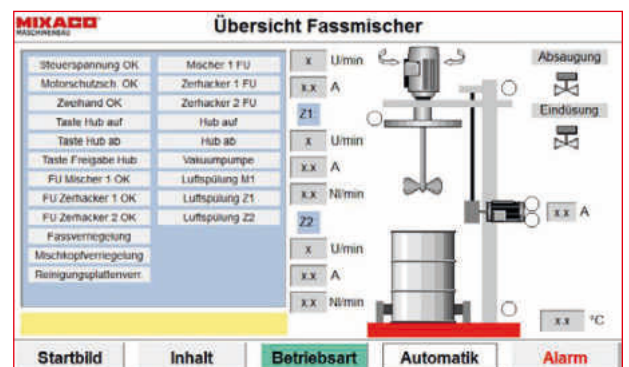 MIXACO
MASCHINENBAU
Übersicht Fassmischer
Steuerspannung OK
Motorschutzsch. OK
Zweihand OK
Taste Hub auf
Taste Hub ab
Taste Freigabe Hub
FU Mischer 1 OK
FU Zerhacker 1 OK
FU Zerhacker 2 OK
Fassverriegelung
Mischkopfverriegelung
Reinigungsplattenverr.
Mischer 1 FU
Zerhacker 1 FU
Zerhacker 2 FU
Hub auf
Hub ab
Vakuumpumpe
Luftspülung M1
Luftspülung Z1
Luftspülung Z2
x U/min
x.x A
Z1
x U/min
x.x A
x.x Nl/min
Z2
x U/min
x.x A
x.x Nl/min
Absaugung
Eindüsung
x.x A
x.x °C
Startbild
Inhalt
Betriebsart
Automatik
Alarm